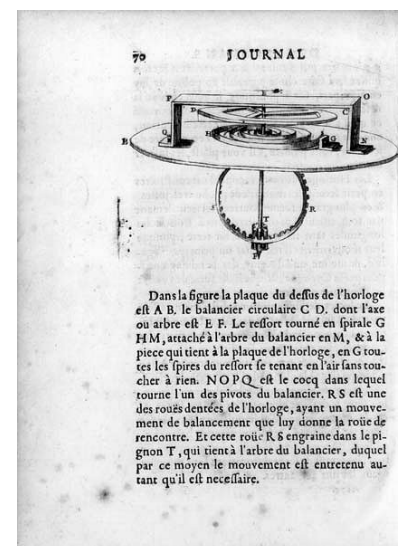 70 JOURNAL
P O
D C
B Q H G N
S R
T
F
Dans la figure la plaque du deſſus de l'horloge
eſt A B. le balancier circulaire C D. dont l'axe
ou arbre eſt E F. Le reſſort tourné en ſpirale G
H M, attaché à l'arbre du balancier en M, & à la
piece qui tient à la plaque de l'horloge, en G tou-
tes les ſpires du reſſort ſe tenant en l'air ſans tou-
cher à rien. N O P Q eſt le cocq dans lequel
tourne l'un des pivots du balancier. R S eſt une
des rouës dentées de l'horloge, ayant un mouve-
ment de balancement que luy donne la roüe de
rencontre. Et cette roüe R S engraine dans le pi-
gnon T, qui tient à l'arbre du balancier, duquel
par ce moyen le mouvement eſt entretenu au-
tant qu'il eſt neceſſaire.